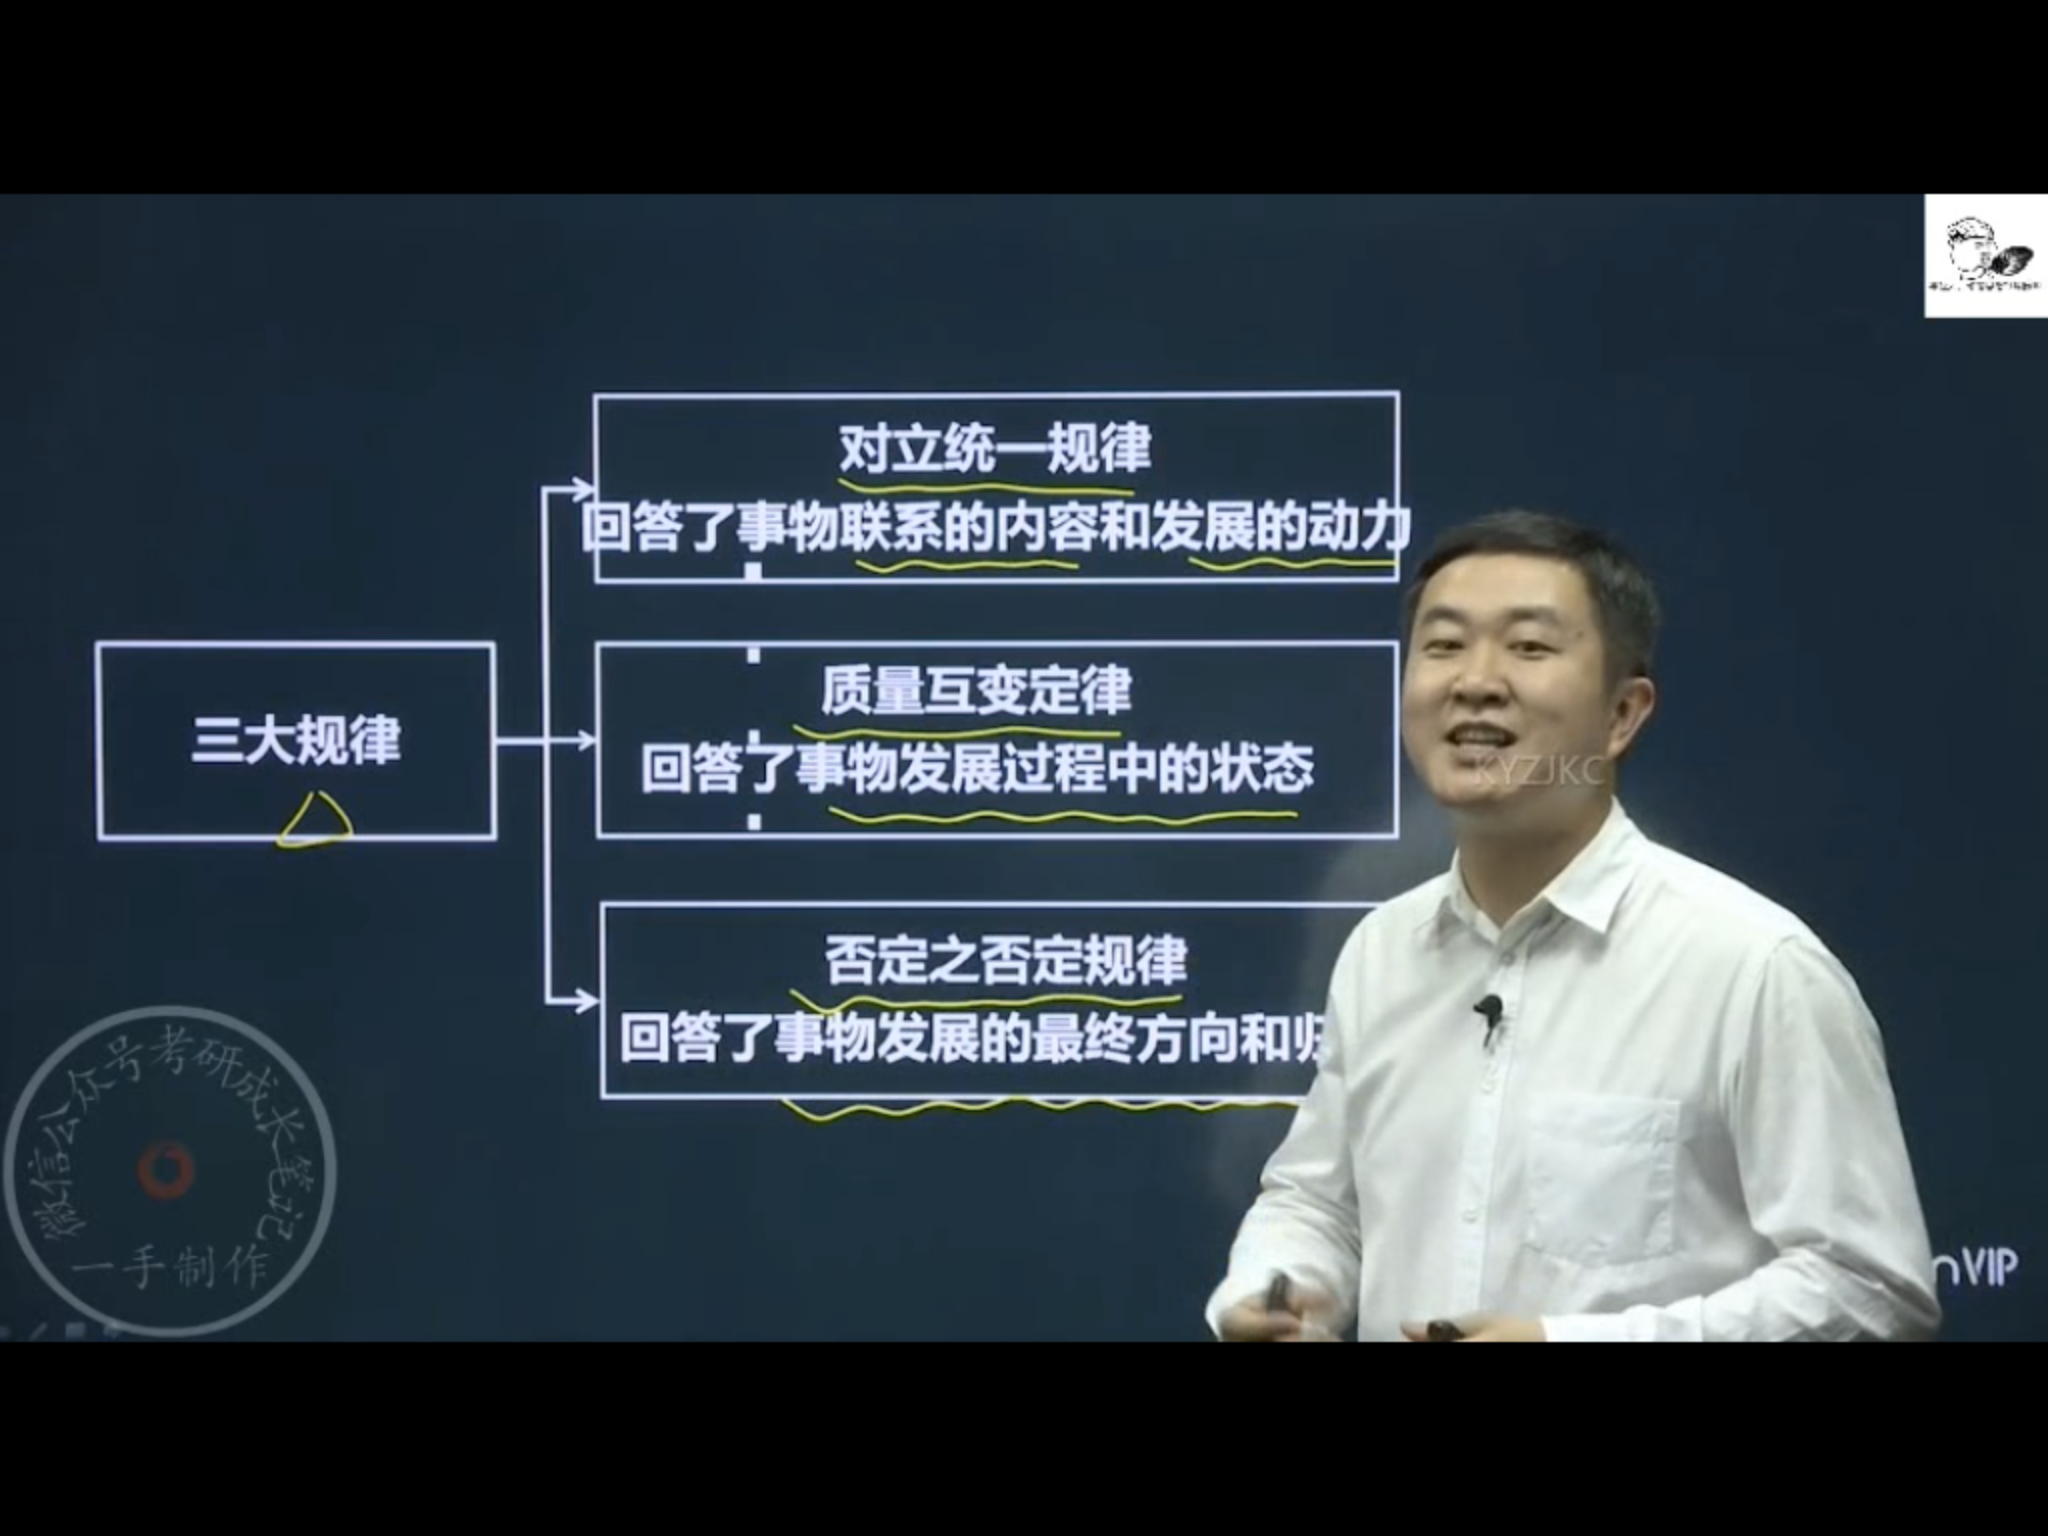 对立统一规律
回答了事物联系的内容和发展的动力
三大规律
质量互变定律
回答了事物发展过程中的状态
KYZJKC
否定之否定规律
回答了事物发展的最终方向和归
微信公众号考研成长笔记
一手制作
nVIP